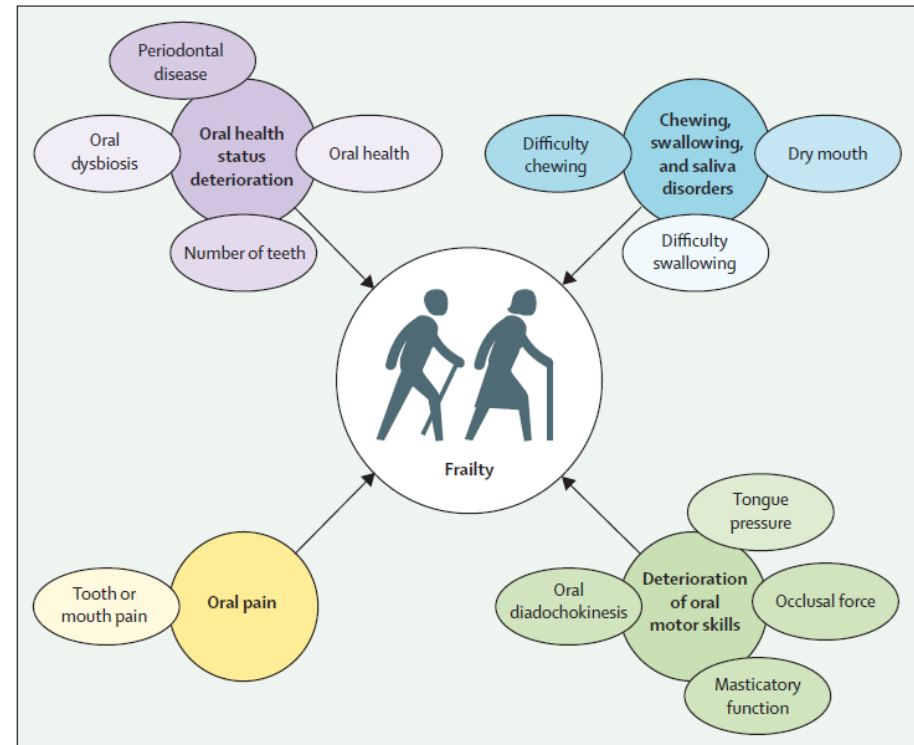 Periodontal
disease
Oral
dysbiosis
Oral health
status
deterioration
Oral health
Number of teeth
Difficulty
chewing
Chewing,
swallowing,
and saliva
disorders
Dry mouth
Difficulty
swallowing
Frailty
Tooth or
mouth pain
Oral pain
Tongue
pressure
Oral
diadochokinesis
Deterioration
of oral
motor skills
Occlusal force
Masticatory
function